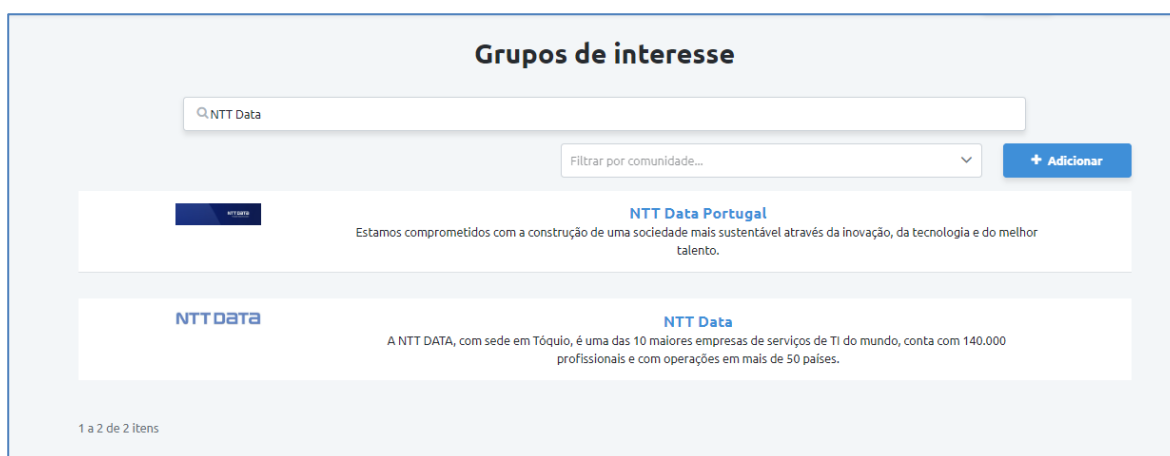 Grupos de interesse
NTT Data
Filtrar por comunidade...
+ Adicionar
NTT DATA
NTT Data Portugal
Estamos comprometidos com a construção de uma sociedade mais sustentável através da inovação, da tecnologia e do melhor
talento.
NTT DATA
NTT Data
A NTT DATA, com sede em Tóquio, é uma das 10 maiores empresas de serviços de TI do mundo, conta com 140.000
profissionais e com operações em mais de 50 países.
1 a 2 de 2 itens